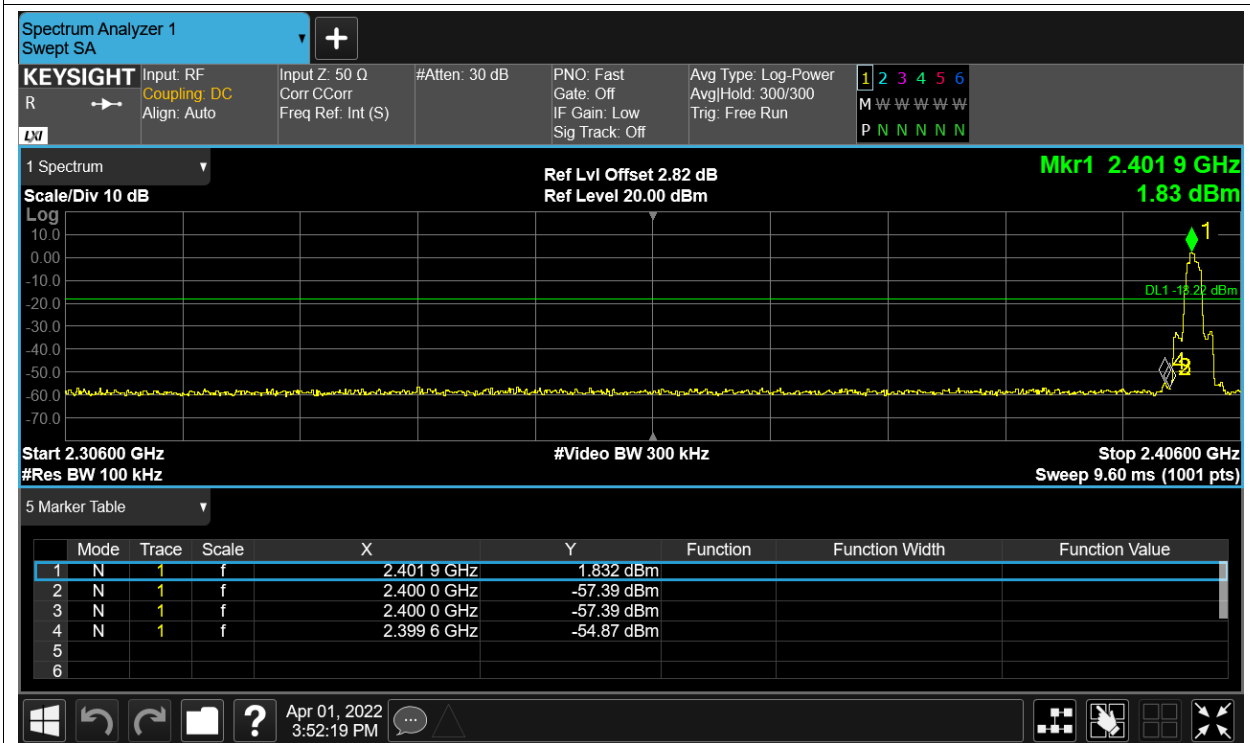 Spectrum Analyzer 1
Swept SA
+
KEYSIGHT Input: RF Input Z: 50 Ω #Atten: 30 dB PNO: Fast Avg Type: Log-Power 1 2 3 4 5 6
R Coupling: DC Corr CCorr Gate: Off Avg|Hold: 300/300 M W W W W W
Align: Auto Freq Ref: Int (S) IF Gain: Low Trig: Free Run
LXI Sig Track: Off P N N N N N
1 Spectrum Ref Lvl Offset 2.82 dB Mkr1 2.401 9 GHz
Scale/Div 10 dB Ref Level 20.00 dBm 1.83 dBm
Log
1
10.0
0.00
-10.0
DL1 -18.22 dBm
-20.0
-30.0
-40.0
-50.0
-60.0
-70.0
Start 2.30600 GHz #Video BW 300 kHz Stop 2.40600 GHz
#Res BW 100 kHz Sweep 9.60 ms (1001 pts)
5 Marker Table
Mode Trace Scale X Y Function Function Width Function Value
1 N 1 f 2.401 9 GHz 1.832 dBm
2 N 1 f 2.400 0 GHz -57.39 dBm
3 N 1 f 2.400 0 GHz -57.39 dBm
4 N 1 f 2.399 6 GHz -54.87 dBm
5
6
? Apr 01, 2022
3:52:19 PM